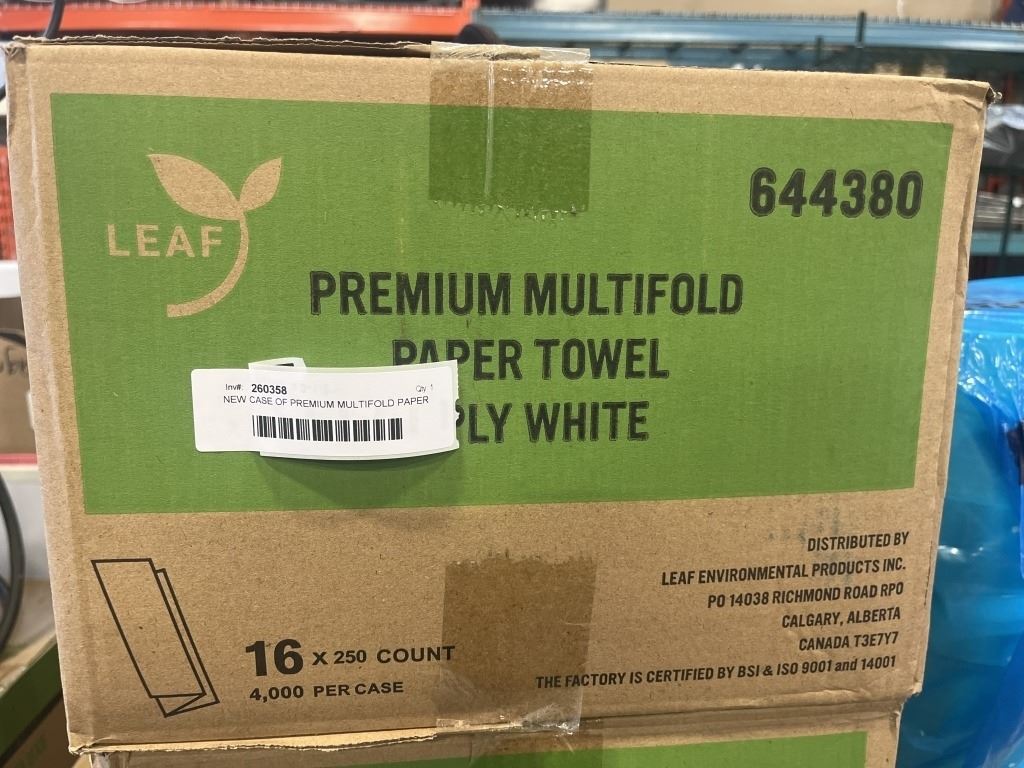 LEAF
644380
PREMIUM MULTIFOLD
PAPER TOWEL
PLY WHITE
Inv#: 260358 Qty 1
NEW CASE OF PREMIUM MULTIFOLD PAPER
DISTRIBUTED BY
LEAF ENVIRONMENTAL PRODUCTS INC.
PO 14038 RICHMOND ROAD RPO
CALGARY, ALBERTA
CANADA T3E7Y7
THE FACTORY IS CERTIFIED BY BSI & ISO 9001 and 14001
16 X 250 COUNT
4,000 PER CASE